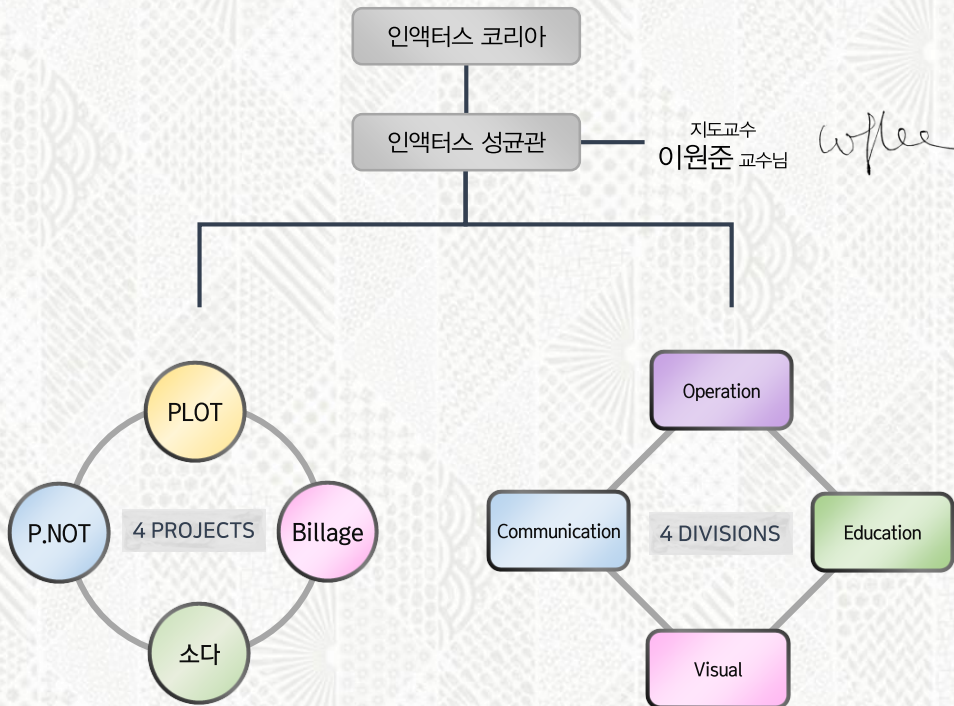 인액터스 코리아
인액터스 성균관
지도교수
이원준 교수님
PLOT
P.NOT
4 PROJECTS
Billage
소다
Operation
Communication
4 DIVISIONS
Education
Visual